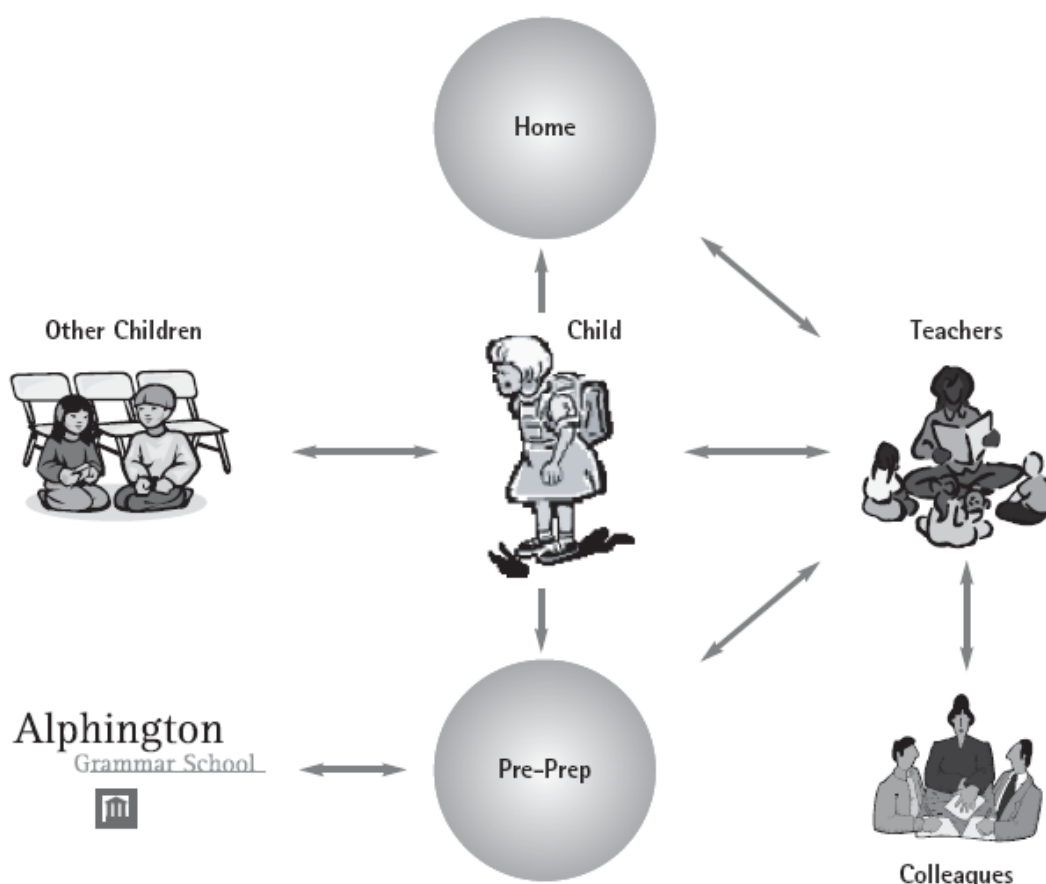 Home
Other Children
Child
Teachers
Alphington
Grammar School
Pre-Prep
Colleagues